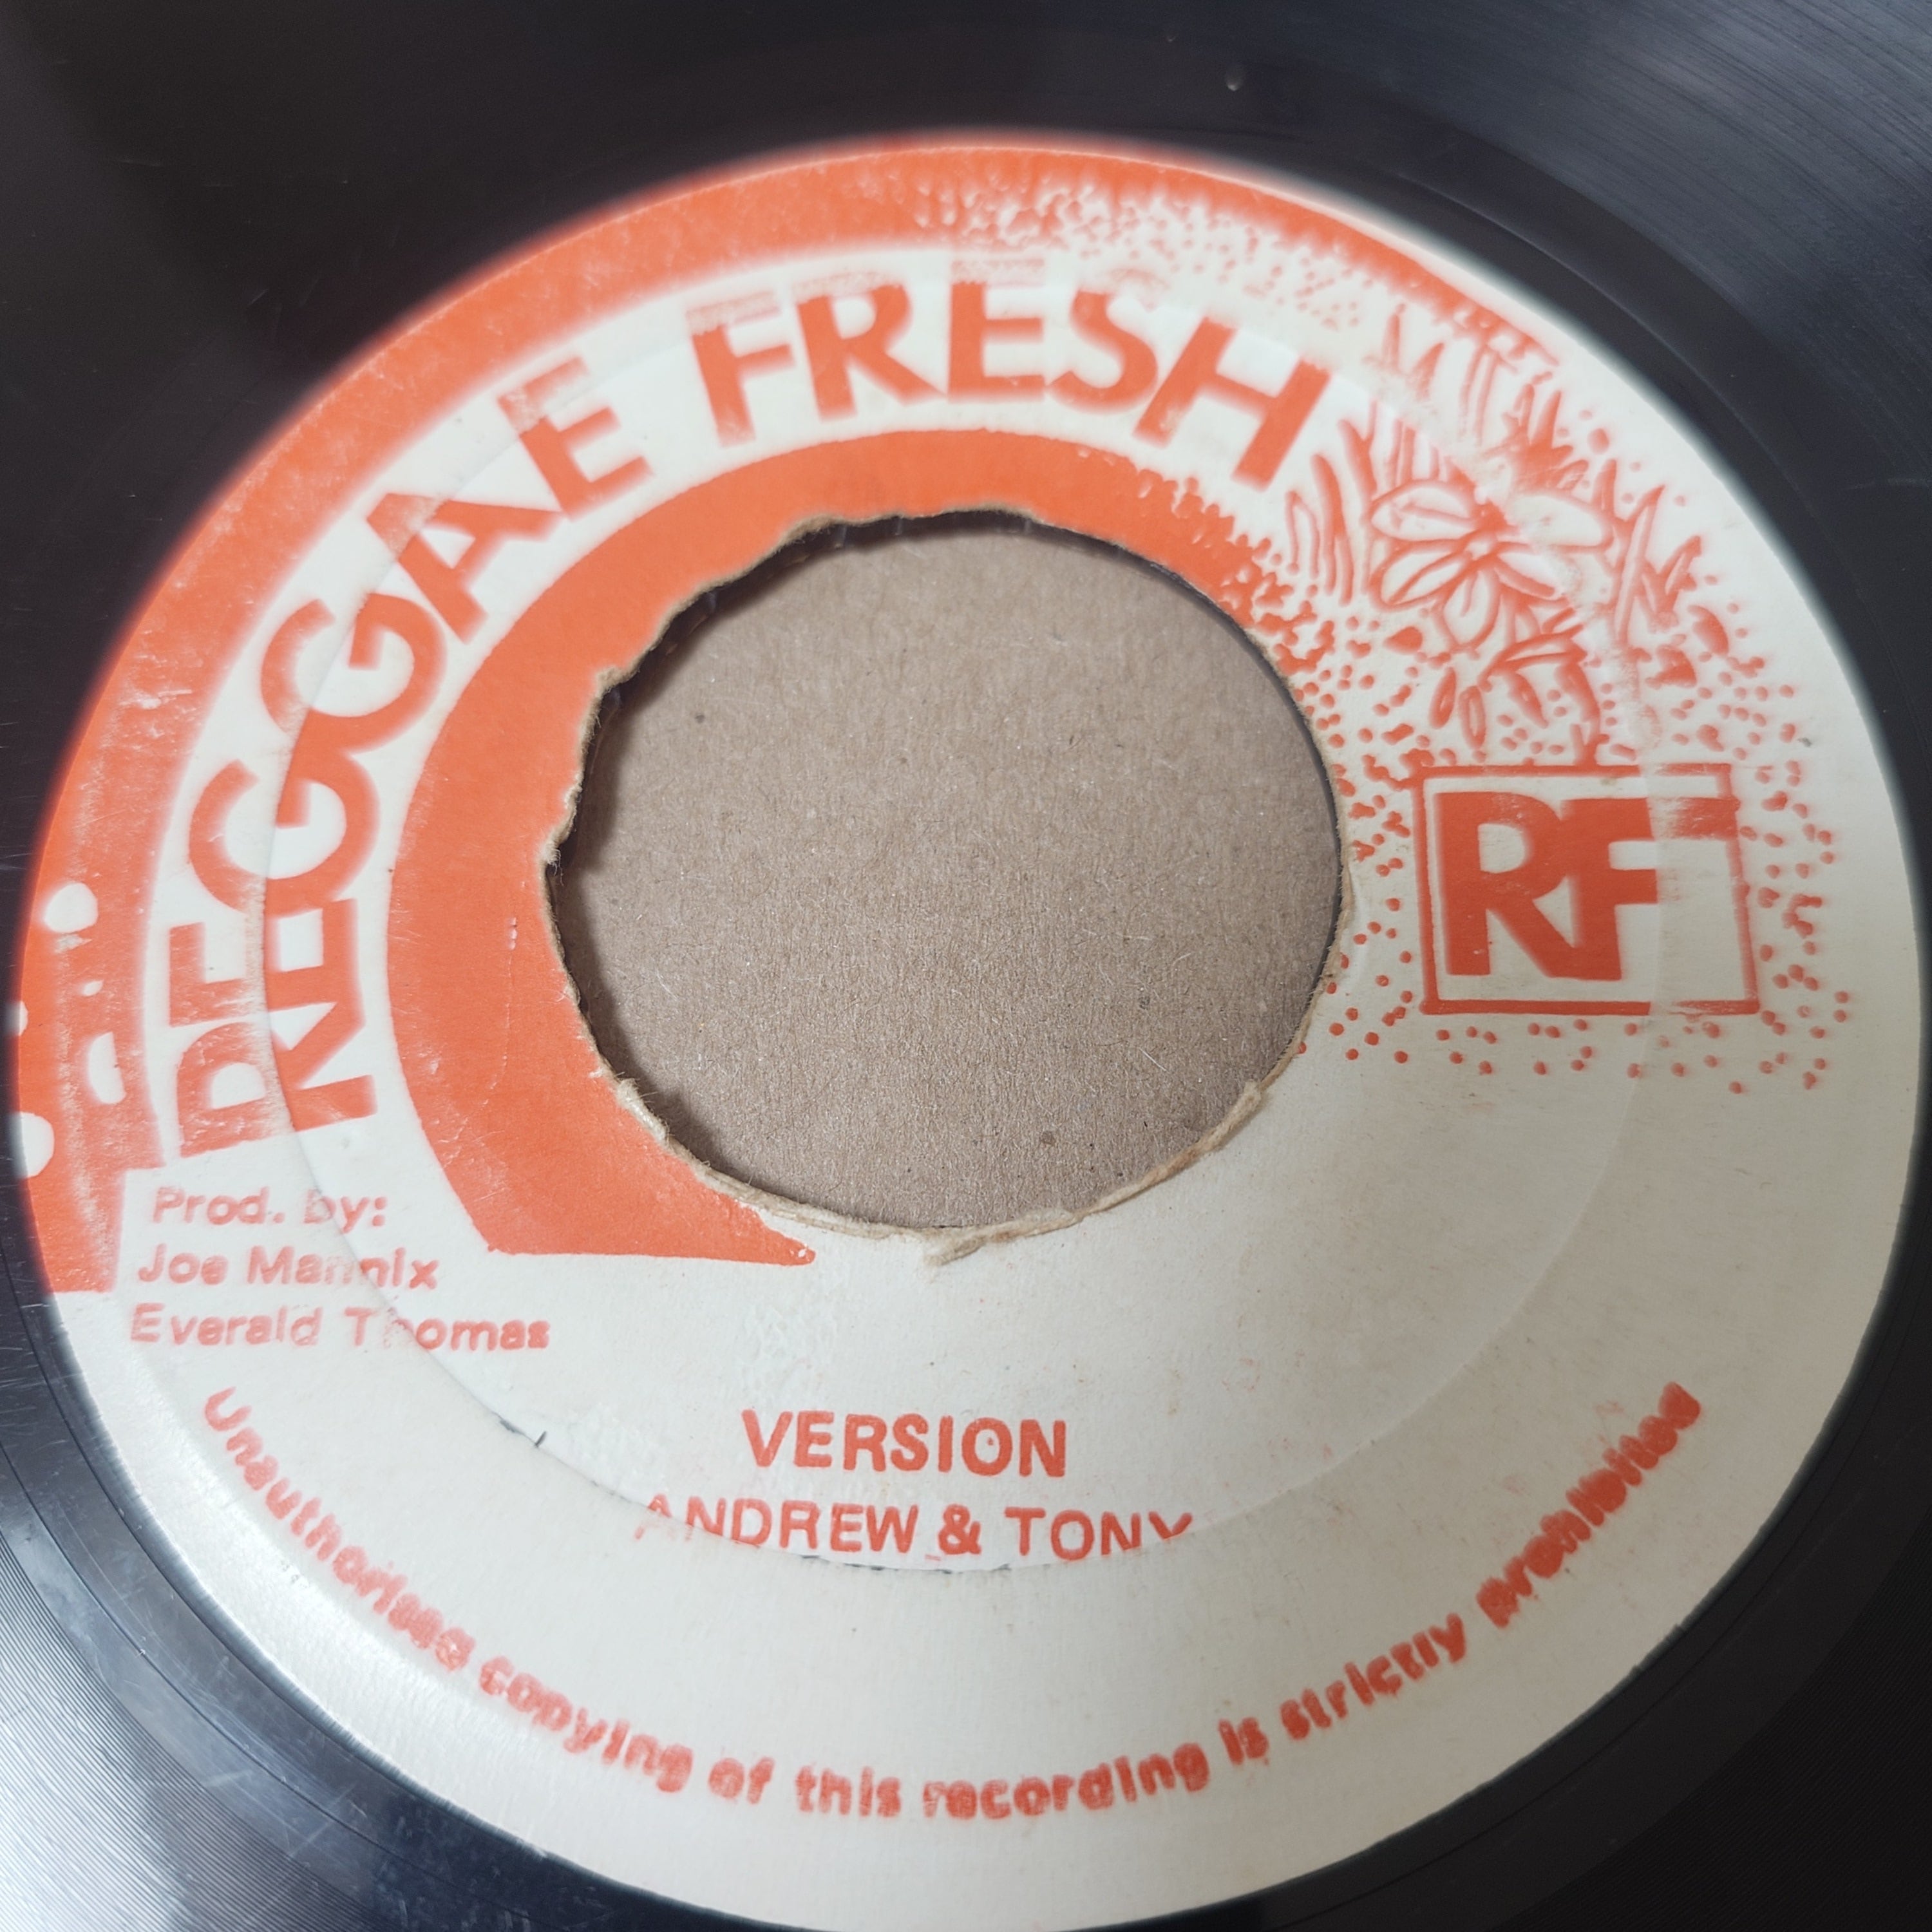 REGGAE FRESH
RF
Prod. by:
Joe Mannix
Everald Thomas
VERSION
ANDREW & TONY
Unauthorised copying of this recording is strictly prohibited